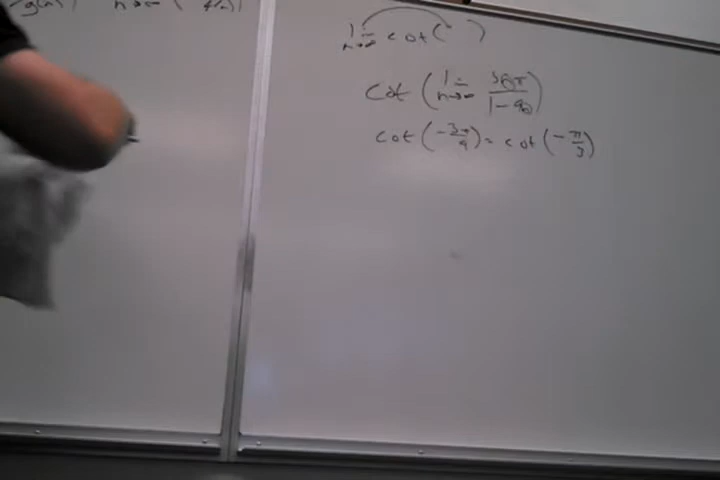 g(n) n→∞ f(n)
lim n→∞ cot( )
cot ( lim n→∞ 3nπ / 1 - 9n )
cot ( -3π / 9 ) = cot ( -π / 3 )